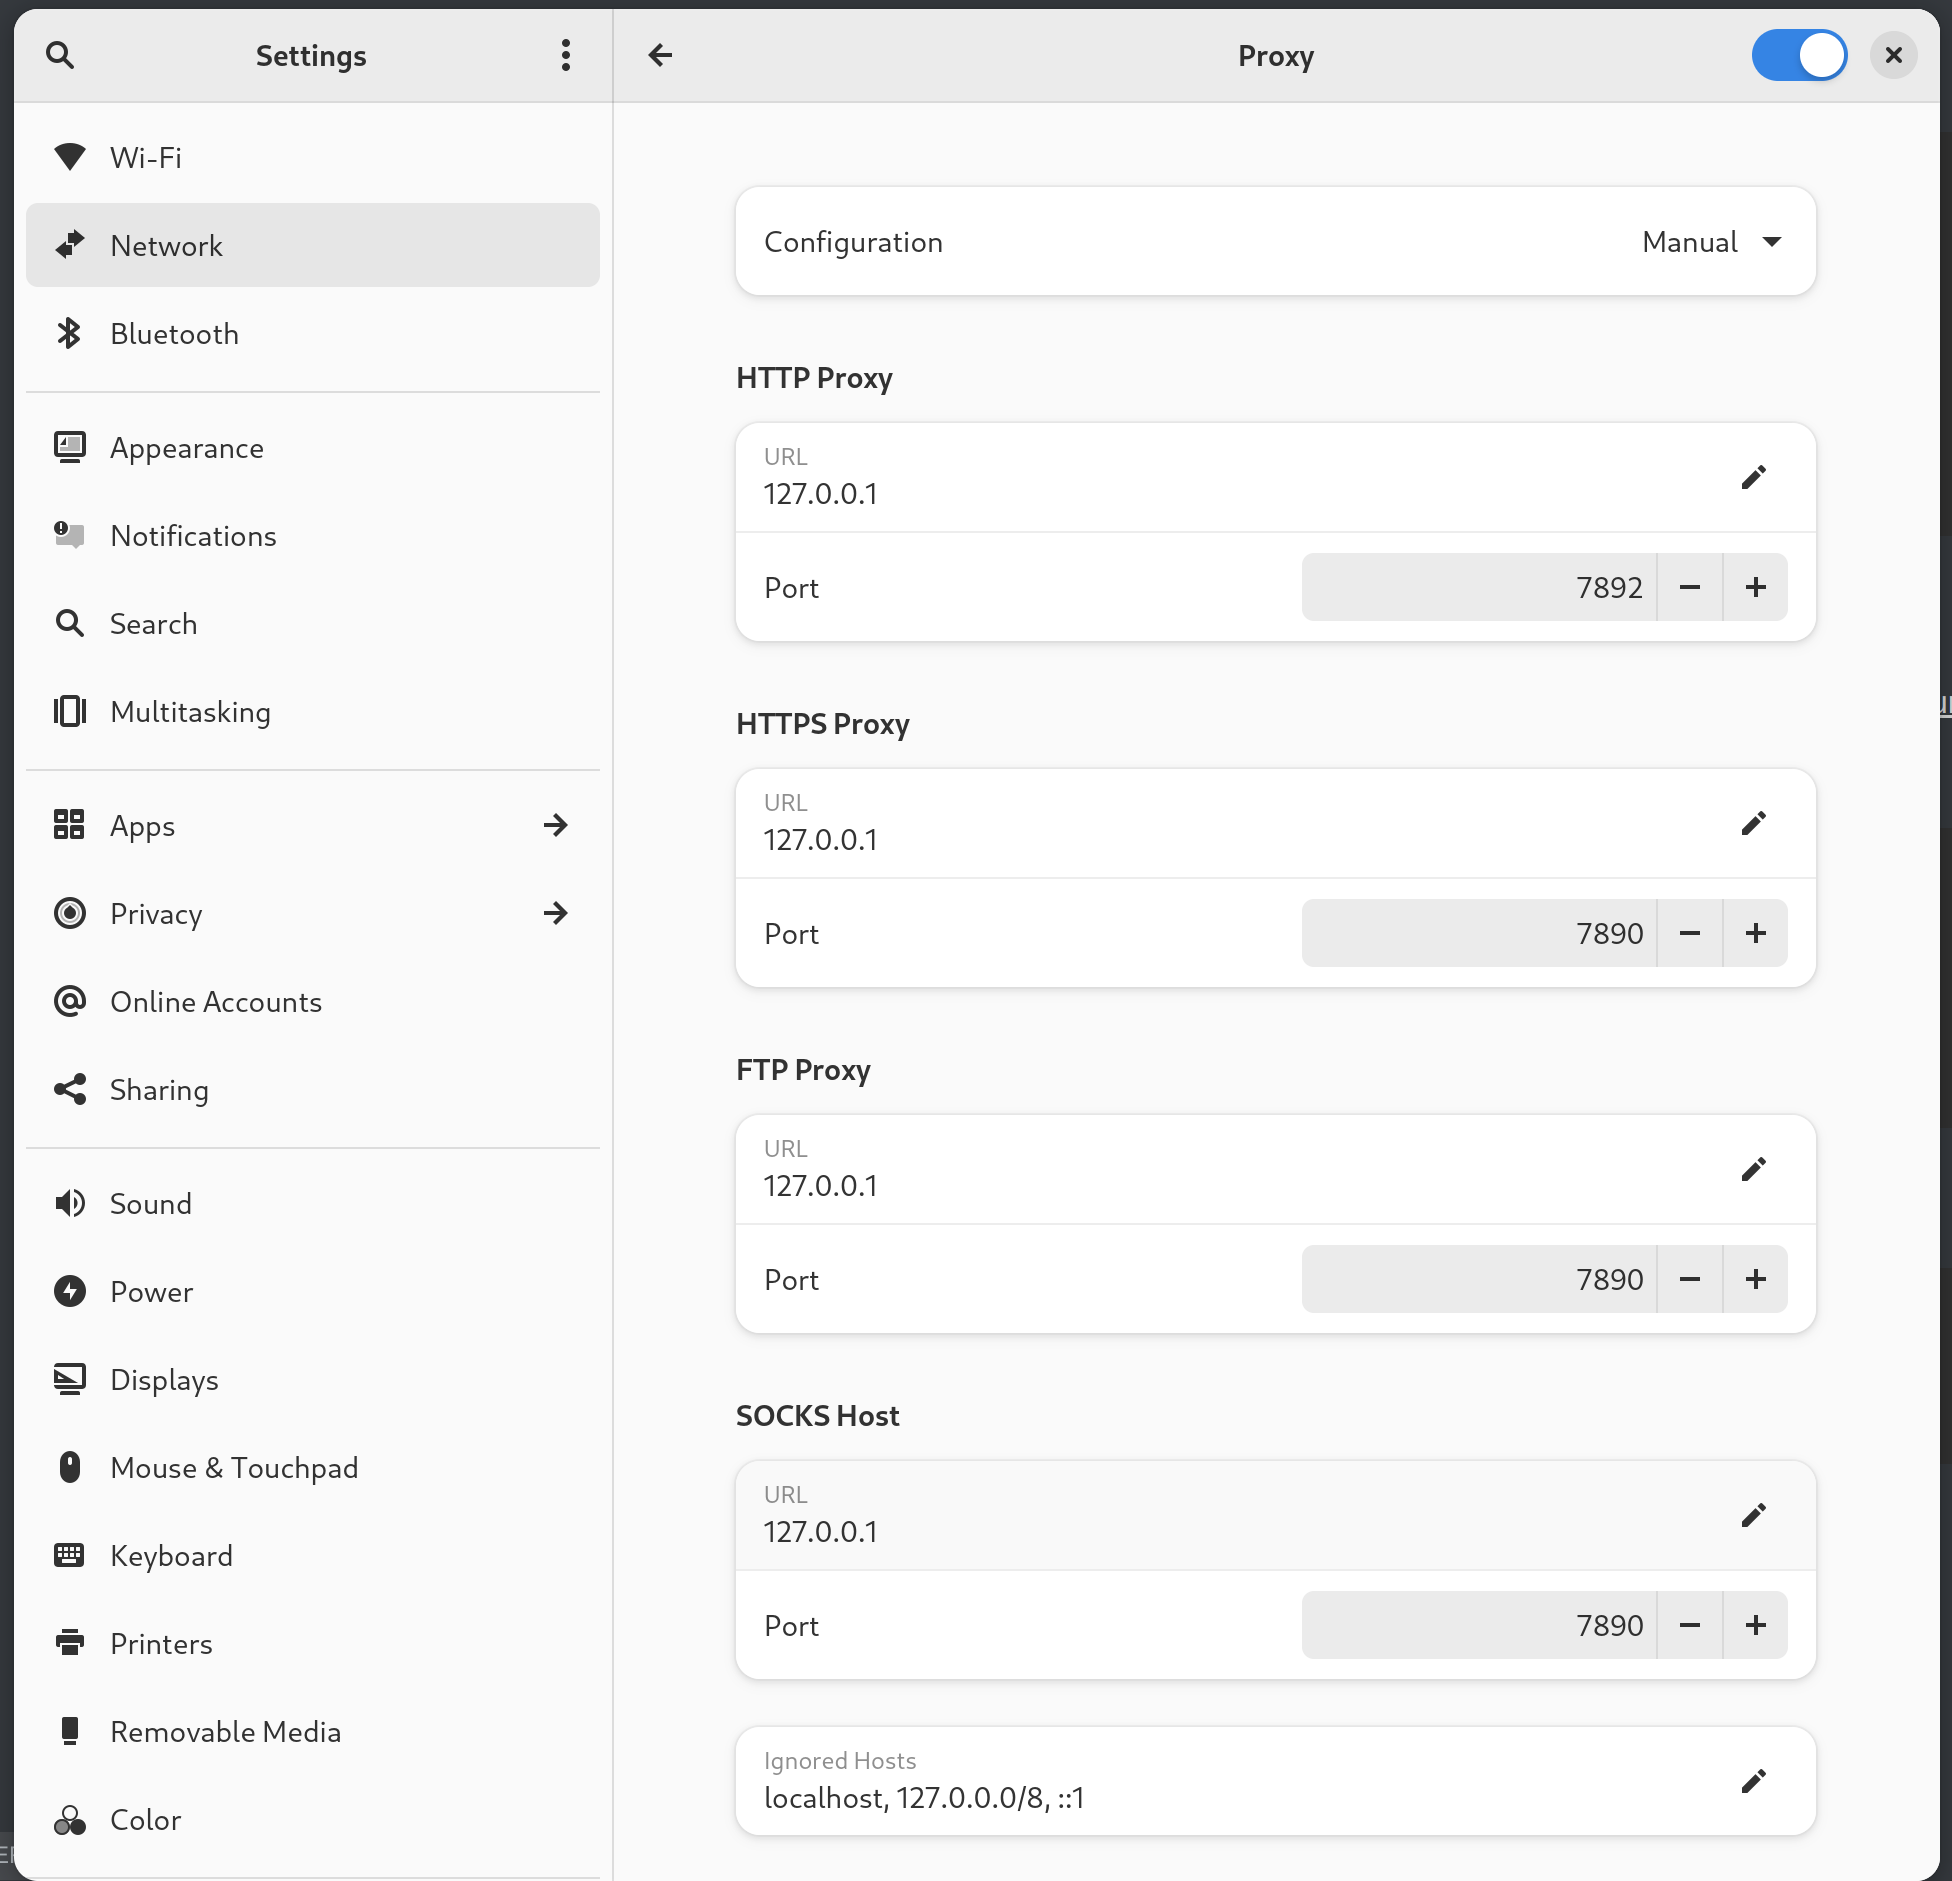 Settings
Wi-Fi
Network
Bluetooth
Appearance
Notifications
Search
Multitasking
Apps
Privacy
Online Accounts
Sharing
Sound
Power
Displays
Mouse & Touchpad
Keyboard
Printers
Removable Media
Color
Proxy
Configuration
Manual
HTTP Proxy
URL
127.0.0.1
Port
7892
HTTPS Proxy
URL
127.0.0.1
Port
7890
FTP Proxy
URL
127.0.0.1
Port
7890
SOCKS Host
URL
127.0.0.1
Port
7890
Ignored Hosts
localhost, 127.0.0.0/8, ::1